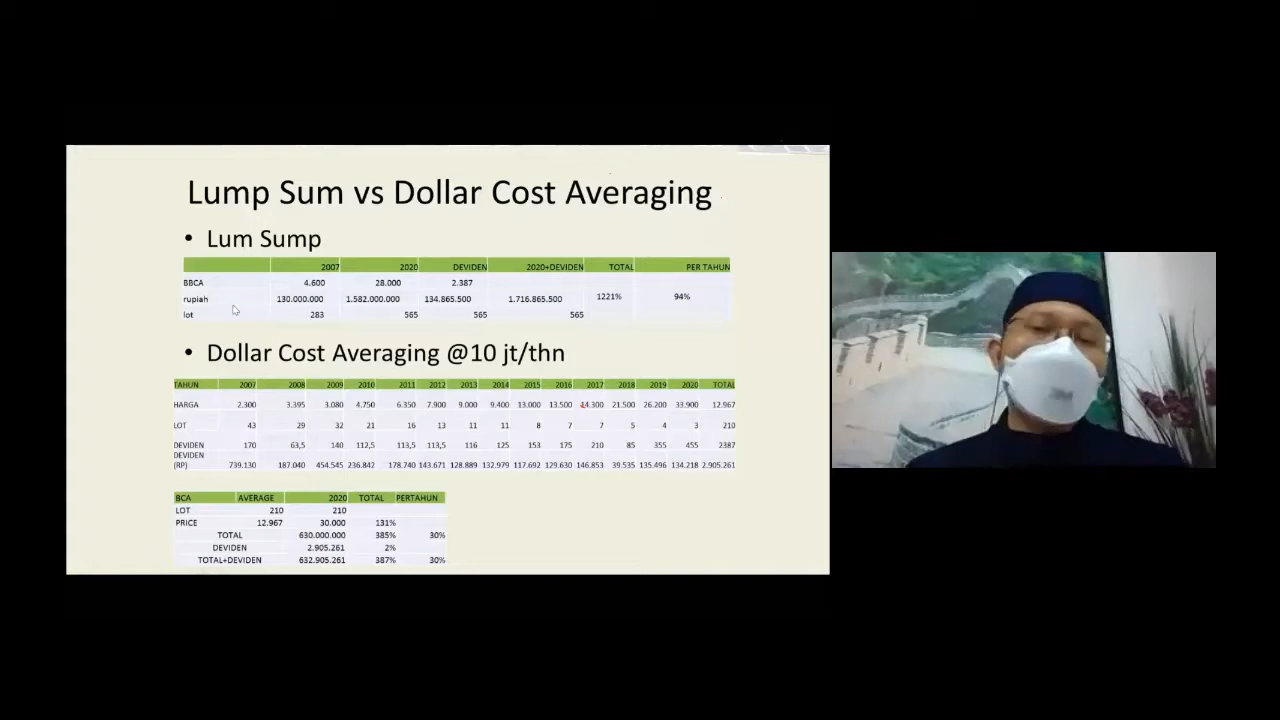 Lump Sum vs Dollar Cost Averaging
• Lum Sump
2007 2020 DEVIDEN 2020+DEVIDEN TOTAL PER TAHUN
BBCA 4.600 28.000 2.387
rupiah 130.000.000 1.582.000.000 134.865.500 1.716.865.500 1221% 94%
lot 283 565 565 565
• Dollar Cost Averaging @10 jt/thn
TAHUN 2007 2008 2009 2010 2011 2012 2013 2014 2015 2016 2017 2018 2019 2020 TOTAL
HARGA 2.300 3.395 3.080 4.750 6.350 7.900 9.000 9.400 13.000 13.500 14.300 21.500 26.200 33.900 12.967
LOT 43 29 32 21 16 13 11 11 8 7 7 5 4 3 210
DEVIDEN 170 63,5 140 112,5 113,5 113,5 116 125 153 175 210 85 355 455 2387
DEVIDEN
(RP) 739.130 187.040 454.545 236.842 178.740 143.671 128.889 132.979 117.692 129.630 146.853 39.535 135.496 134.218 2.905.261
BCA AVERAGE 2020 TOTAL PERTAHUN
LOT 210 210
PRICE 12.967 30.000 131%
TOTAL 630.000.000 385% 30%
DEVIDEN 2.905.261 2%
TOTAL+DEVIDEN 632.905.261 387% 30%